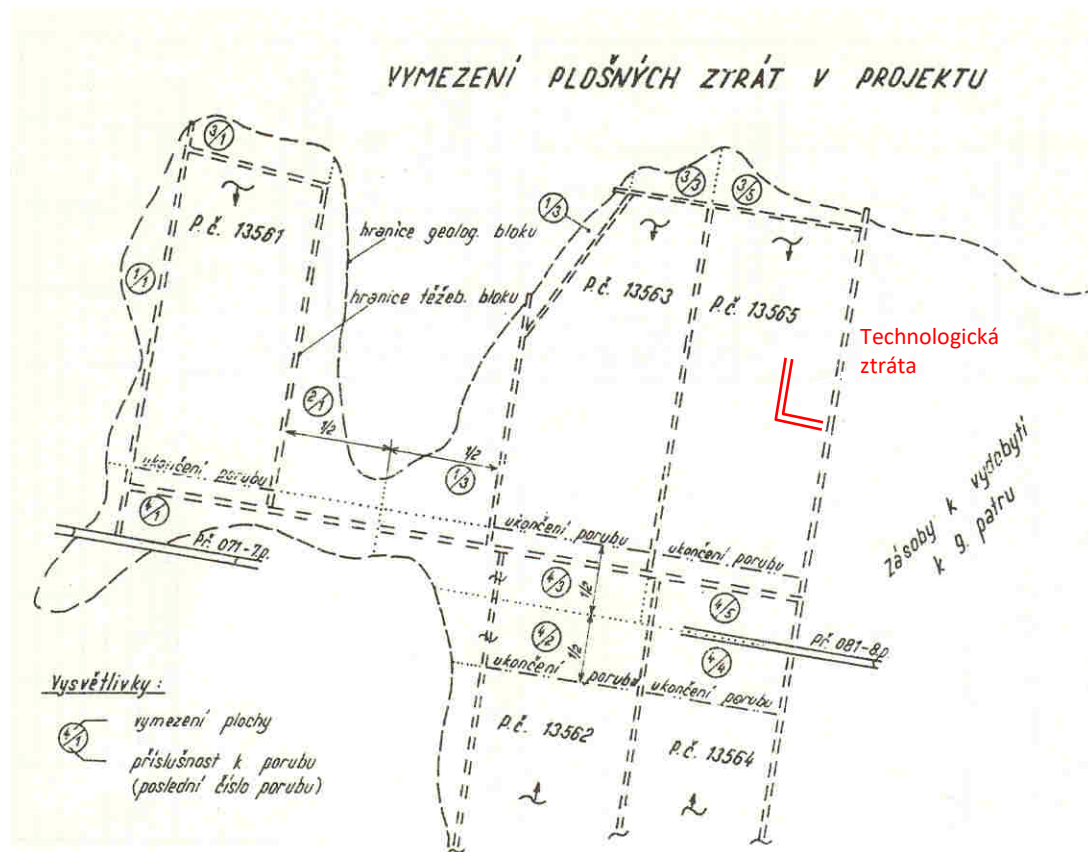 VYMEZENÍ PLOŠNÝCH ZTRÁT V PROJEKTU
3/1
P.č. 13561
1/1
hranice geolog. bloku
hranice těžeb. bloku
1/3
3/3
3/5
P.č. 13563
P.č. 13565
Technologická
ztráta
2/1
1/2
1/2
1/3
ukončení porubu
4/1
př. 071-7.p.
ukončení porubu
ukončení porubu
4/3
1/2
4/5
zásoby k vydobytí
k 9. patru
4/2
1/2
4/4
př. 081-8.p.
ukončení porubu
ukončení porubu
P.č. 13562
P.č. 13564
Vysvětlivky:
4/1
vymezení plochy
příslušnost k porubu
(poslední číslo porubu)